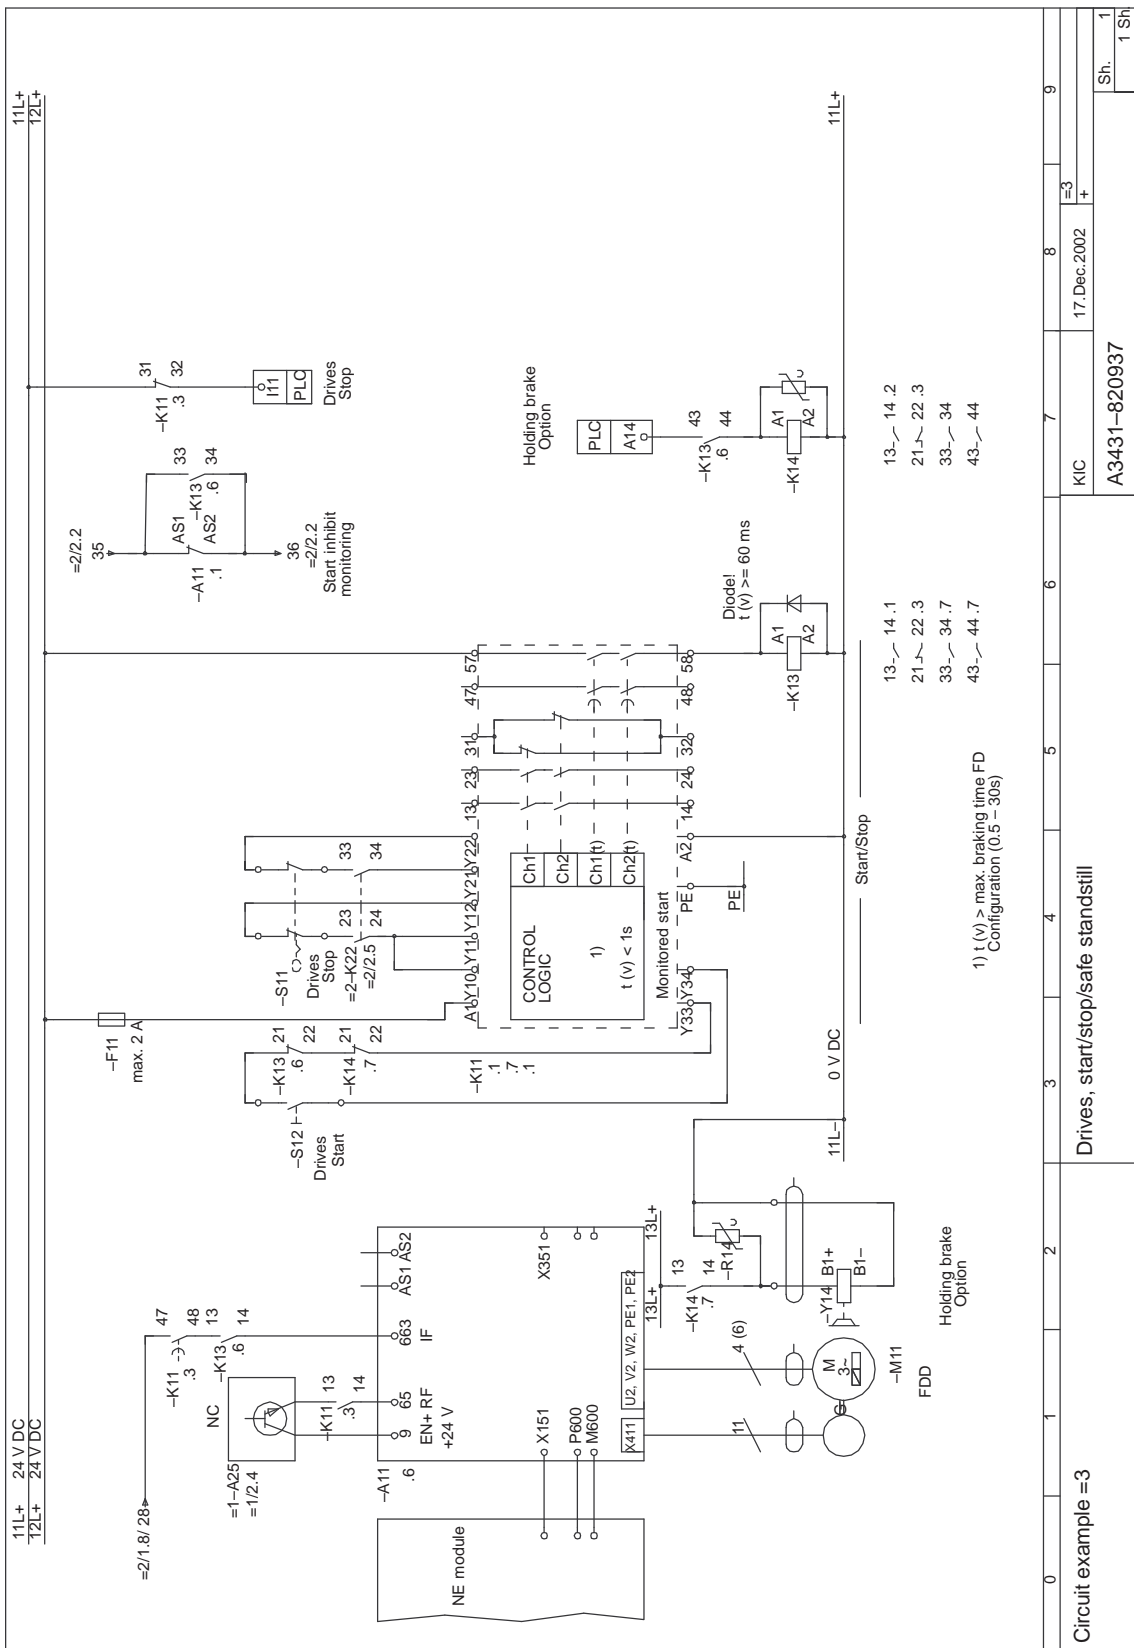 11L+ 24 V DC
12L+ 24 V DC
11L+
12L+
=2/1.8/ 28
–K11
.3
47
48
–K13
.6
13
14
=1–A25
=1/2.4
NC
–K11
.3
13
14
–A11
.6
9
65
663
AS1
AS2
EN+ RF
+24 V
IF
NE module
X151
P600
M600
X351
X411
U2, V2, W2, PE1, PE2
11
4 (6)
M
3~
G
–M11
FDD
13L+
13L+
–K14
.7
13
14
–R14
–Y14
B1+
B1–
Holding brake
Option
–F11
max. 2 A
–S12
Drives
Start
–K13
.6
21
22
–K14
.7
21
22
–S11
Drives
Stop
=2–K22
=2/2.5
23
24
33
34
–K11
.1
.7
.1
A1
Y10
Y11
Y12
Y21
Y22
13
23
31
47
57
CONTROL
LOGIC
1)
t (v) < 1s
Ch1
Ch2
Ch1(t)
Ch2(t)
Monitored start
Y33
Y34
PE
A2
14
24
32
48
58
PE
11L–
0 V DC
Start/Stop
11L+
=2/2.2
35
–A11
.1
AS1
AS2
–K13
.6
33
34
36
=2/2.2
Start inhibit
monitoring
–K11
.3
31
32
I11
PLC
Drives
Stop
Diode!
t (v) >= 60 ms
–K13
A1
A2
Holding brake
Option
PLC
A14
–K13
.6
43
44
–K14
A1
A2
13 14 .1
21 22 .3
33 34 .7
43 44 .7
13 14 .2
21 22 .3
33 34
43 44
1) t (v) > max. braking time FD
Configuration (0.5 – 30s)
0 1 2 3 4 5 6 7 8 9
Circuit example =3
Drives, start/stop/safe standstill
KIC
17.Dec.2002
=3
+
A3431–820937
Sh. 1
1 Sh.